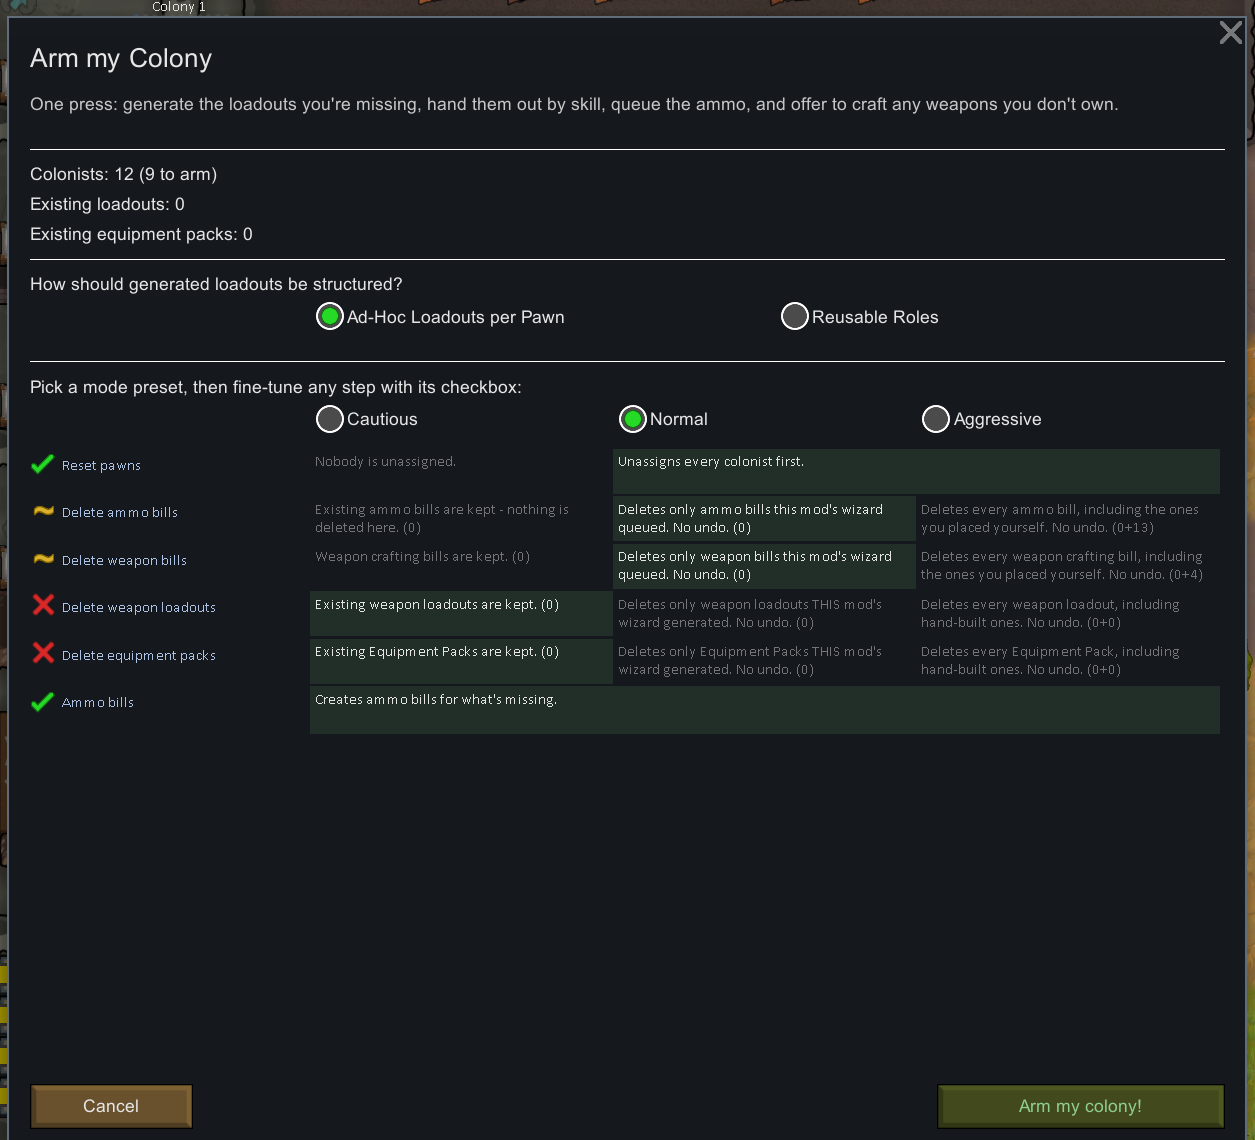 Colony 1
Arm my Colony
One press: generate the loadouts you're missing, hand them out by skill, queue the ammo, and offer to craft any weapons you don't own.
Colonists: 12 (9 to arm)
Existing loadouts: 0
Existing equipment packs: 0
How should generated loadouts be structured?
Ad-Hoc Loadouts per Pawn
Reusable Roles
Pick a mode preset, then fine-tune any step with its checkbox:
Cautious
Normal
Aggressive
Reset pawns
Nobody is unassigned.
Unassigns every colonist first.
Delete ammo bills
Existing ammo bills are kept - nothing is
deleted here. (0)
Deletes only ammo bills this mod's wizard
queued. No undo. (0)
Deletes every ammo bill, including the ones
you placed yourself. No undo. (0+13)
Delete weapon bills
Weapon crafting bills are kept. (0)
Deletes only weapon bills this mod's wizard
queued. No undo. (0)
Deletes every weapon crafting bill, including
the ones you placed yourself. No undo. (0+4)
Delete weapon loadouts
Existing weapon loadouts are kept. (0)
Deletes only weapon loadouts THIS mod's
wizard generated. No undo. (0)
Deletes every weapon loadout, including
hand-built ones. No undo. (0+0)
Delete equipment packs
Existing Equipment Packs are kept. (0)
Deletes only Equipment Packs THIS mod's
wizard generated. No undo. (0)
Deletes every Equipment Pack, including
hand-built ones. No undo. (0+0)
Ammo bills
Creates ammo bills for what's missing.
Cancel
Arm my colony!